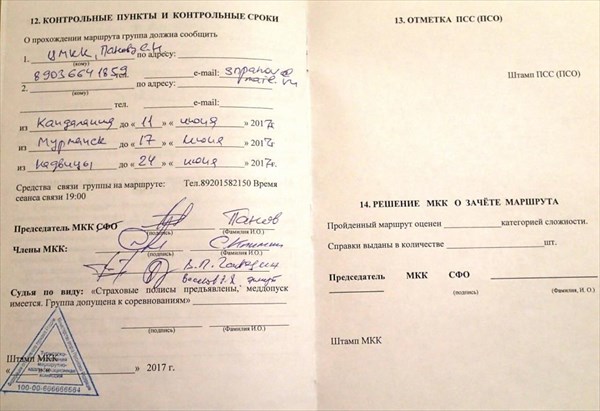 12. КОНТРОЛЬНЫЕ ПУНКТЫ И КОНТРОЛЬНЫЕ СРОКИ
О прохождении маршрута группа должна сообщить
1. ЦМКК, Панов по адресу:
(кому)
89036641859 тел. e-mail:
2. по адресу:
(кому)
тел. e-mail:
из Кандалакша до « 11 » « июня » 2017г.
из Мурманск до « 17 » « июня » 2017г.
из до « 24 » « июня » 2017г.
Средства связи группы на маршруте: Тел.89201582150 Время
сеанса связи 19:00
Председатель МКК СФО Панов
(подпись) (Фамилия И.О.)
Члены МКК:
(подпись) (Фамилия И.О.)
В.П.
Судья по виду: «Страховые полисы предъявлены, меддопуск
имеется. Группа допущена к соревнованиям»
(подпись) (Фамилия И.О.)
Штамп МКК
« » 2017 г.
13. ОТМЕТКА ПСС (ПСО)
Штамп ПСС (ПСО)
14. РЕШЕНИЕ МКК О ЗАЧЁТЕ МАРШРУТА
Пройденный маршрут оценен категорией сложности.
Справки выданы в количестве шт.
Председатель МКК СФО
(подпись) (Фамилия И.О.)
Штамп МКК